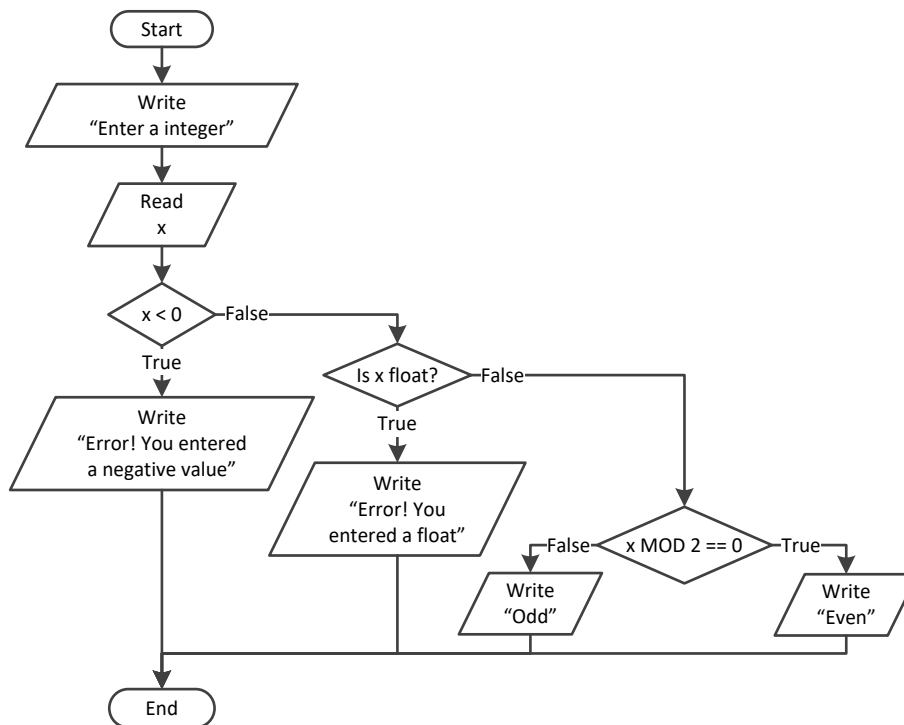 Start
Write
“Enter a integer”
Read
x
x < 0
False
True
Is x float?
False
True
Write
“Error! You entered
a negative value”
Write
“Error! You
entered a float”
x MOD 2 == 0
False
True
Write
“Odd”
Write
“Even”
End